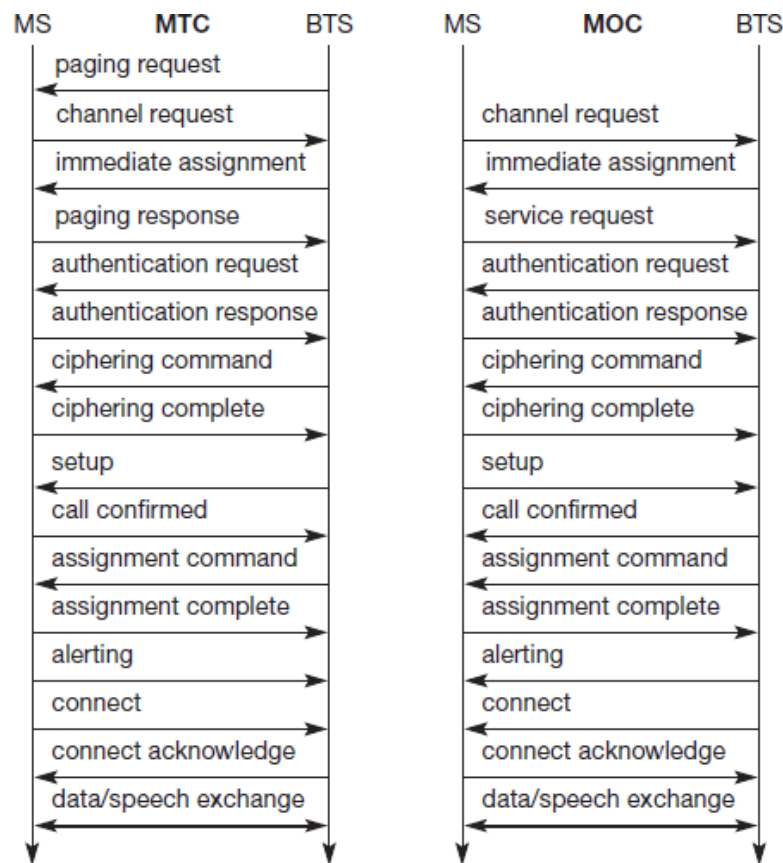 MS MTC BTS
paging request
channel request
immediate assignment
paging response
authentication request
authentication response
ciphering command
ciphering complete
setup
call confirmed
assignment command
assignment complete
alerting
connect
connect acknowledge
data/speech exchange
MS MOC BTS
channel request
immediate assignment
service request
authentication request
authentication response
ciphering command
ciphering complete
setup
call confirmed
assignment command
assignment complete
alerting
connect
connect acknowledge
data/speech exchange